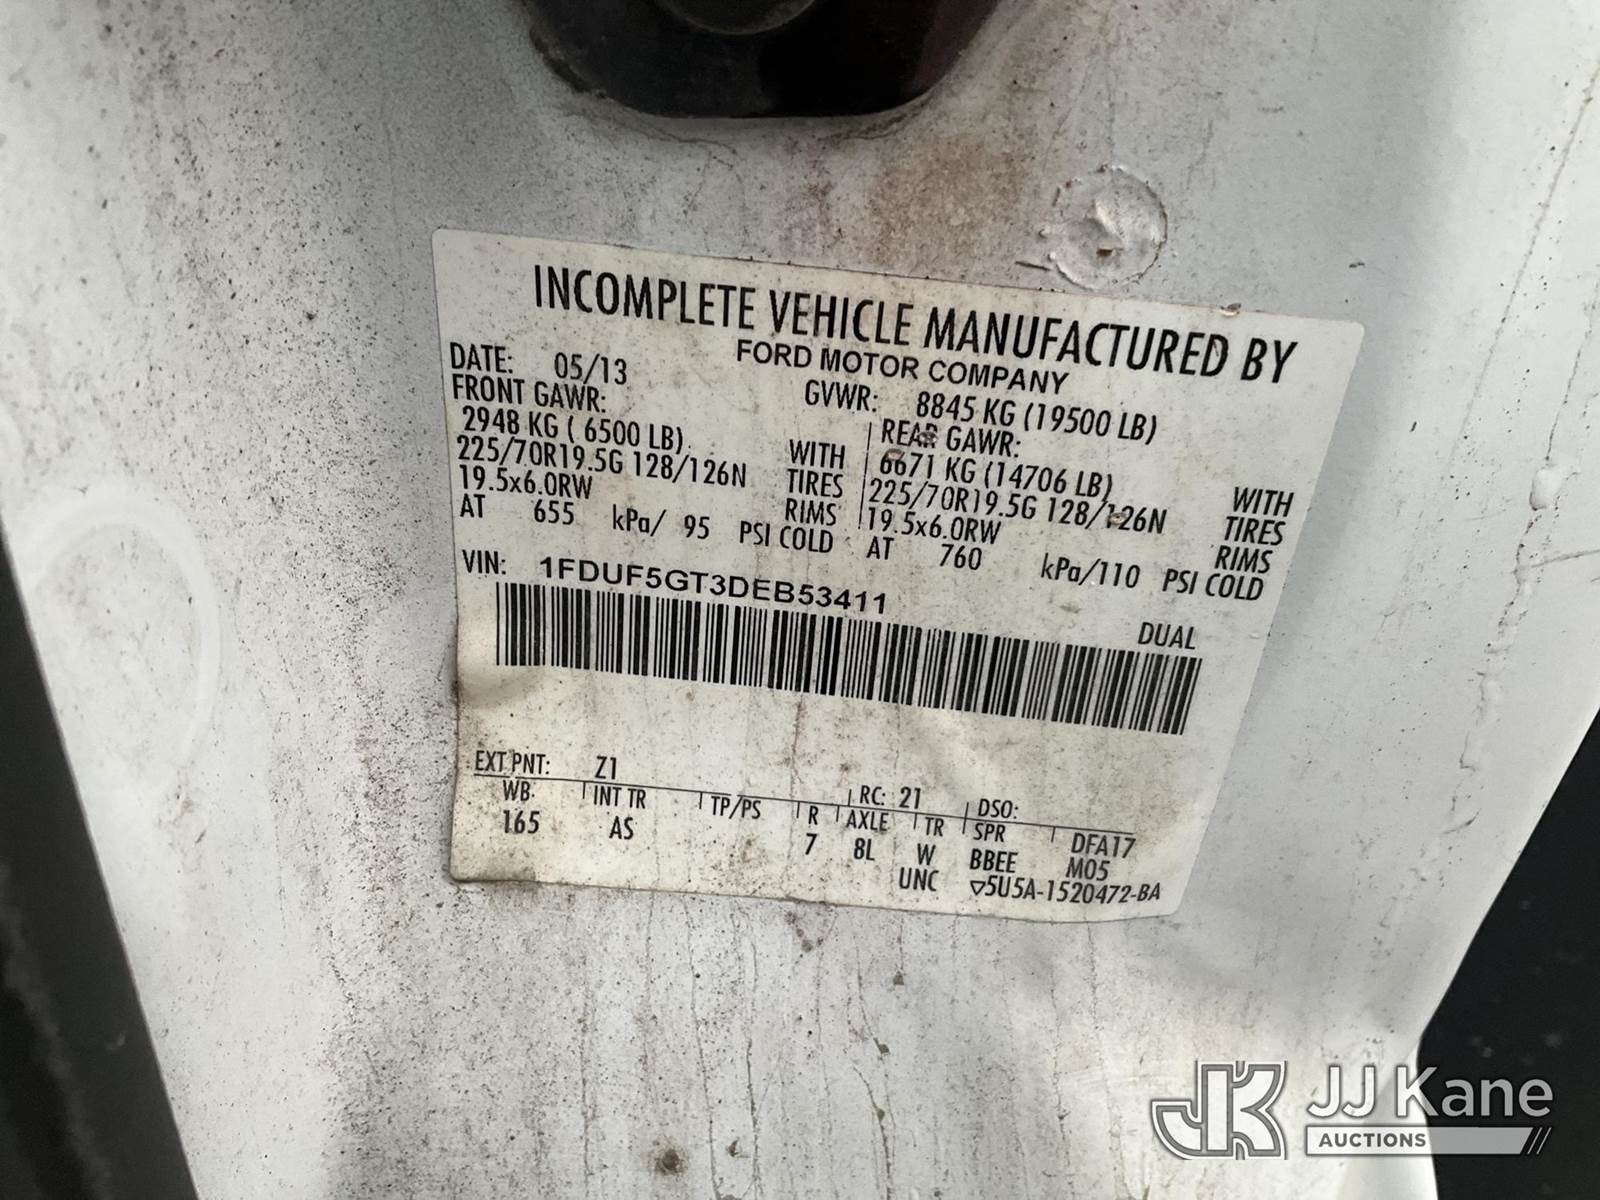 INCOMPLETE VEHICLE MANUFACTURED BY
FORD MOTOR COMPANY
DATE: 05/13 GVWR: 8845 KG (19500 LB)
FRONT GAWR: REAR GAWR:
2948 KG ( 6500 LB) WITH 6671 KG (14706 LB) WITH
225/70R19.5G 128/126N TIRES 225/70R19.5G 128/126N TIRES
19.5x6.0RW RIMS 19.5x6.0RW RIMS
AT 655 kPa/ 95 PSI COLD AT 760 kPa/110 PSI COLD
VIN: 1FDUF5GT3DEB53411
DUAL
EXT PNT: Z1 RC: 21 DSO:
WB INT TR TP/PS R AXLE TR SPR DFA17
165 AS 7 8L W BBEE M05
UNC ▽5U5A-1520472-BA
JK JJ Kane
AUCTIONS